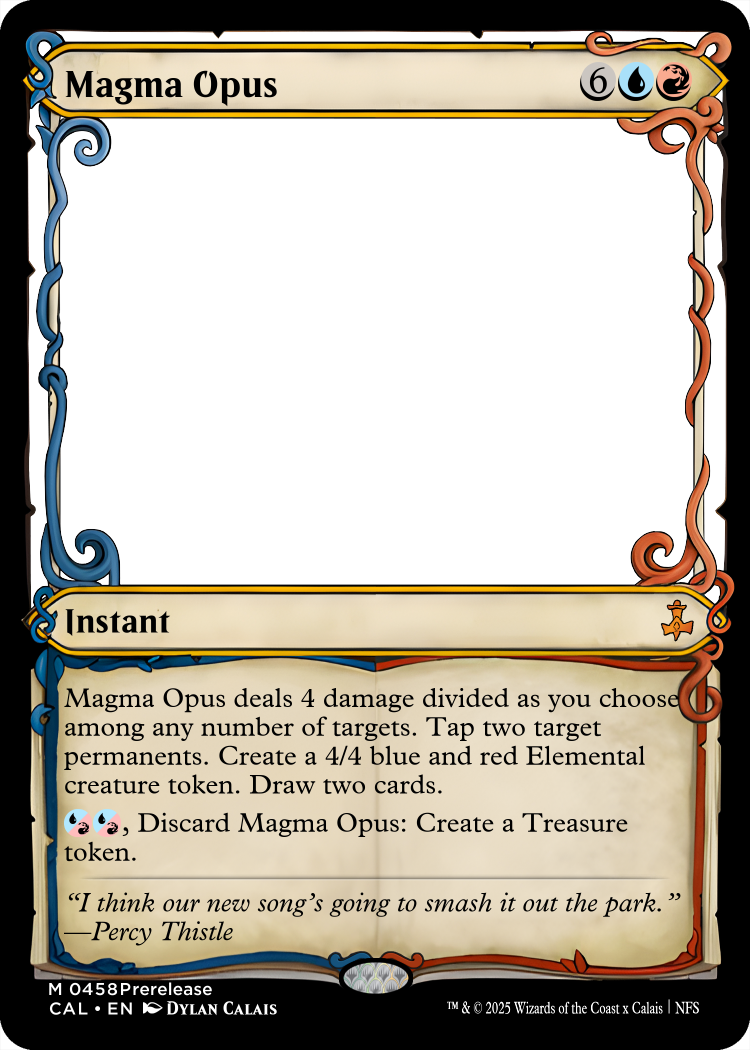 Magma Opus 6
Instant
Magma Opus deals 4 damage divided as you choose
among any number of targets. Tap two target
permanents. Create a 4/4 blue and red Elemental
creature token. Draw two cards.
, Discard Magma Opus: Create a Treasure
token.
“I think our new song’s going to smash it out the park.”
—Percy Thistle
M 0458Prerelease
CAL • EN DYLAN CALAIS
™ & © 2025 Wizards of the Coast x Calais | NFS